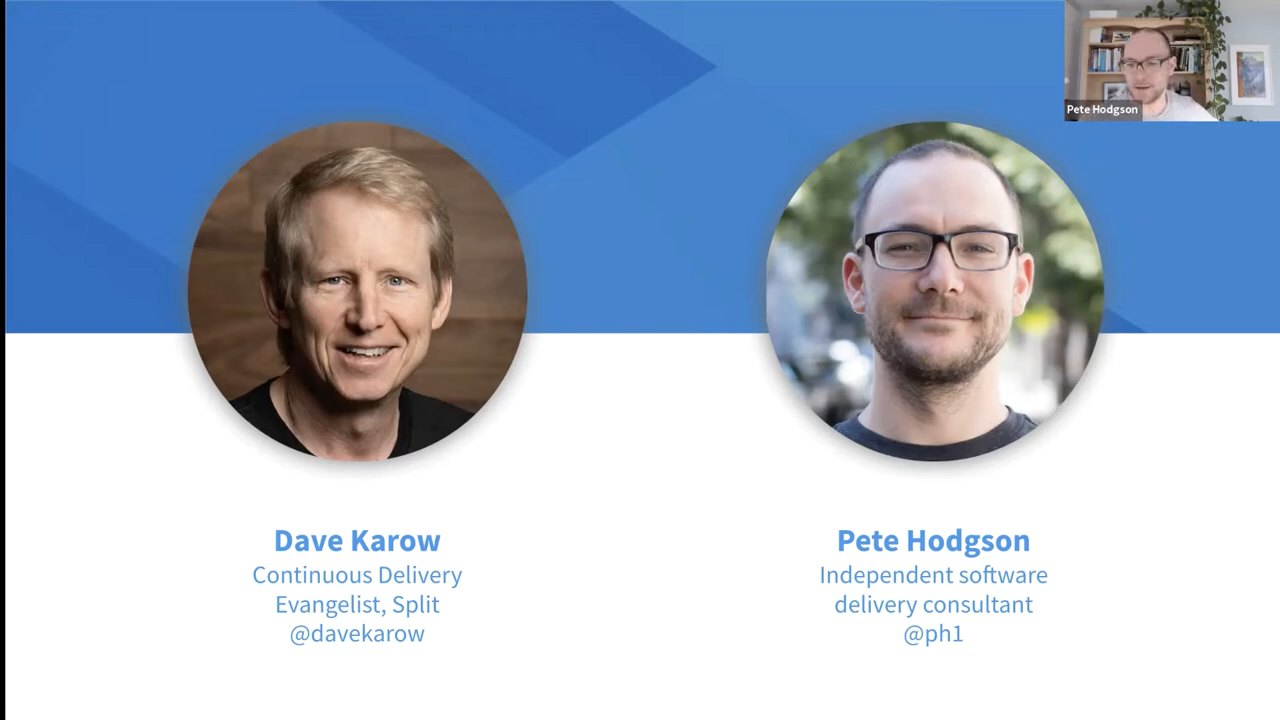 Pete Hodgson
Dave Karow
Continuous Delivery
Evangelist, Split
@davekarow
Pete Hodgson
Independent software
delivery consultant
@ph1